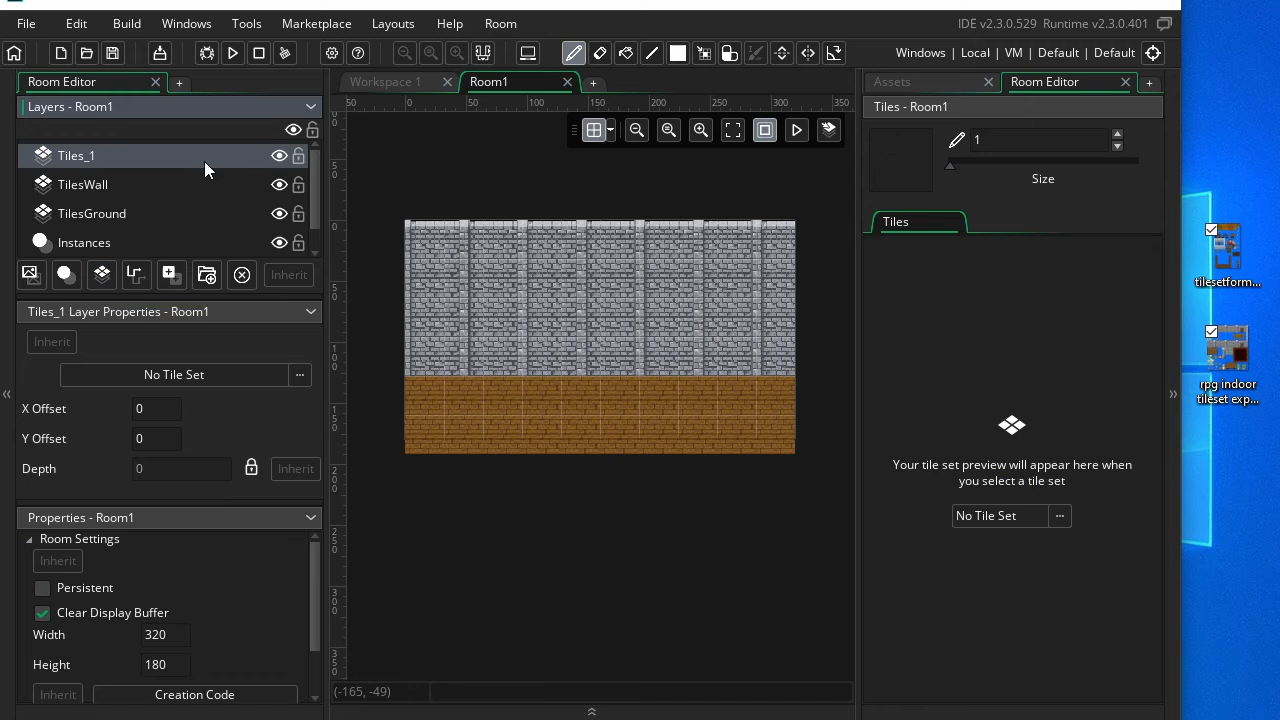 File Edit Build Windows Tools Marketplace Layouts Help Room IDE v2.3.0.529 Runtime v2.3.0.401
Windows | Local | VM | Default | Default
Room Editor
Workspace 1
Room1
Assets
Room Editor
Layers - Room1
Tiles - Room1
50 0 50 100 150 200 250 300 350
Tiles_1
TilesWall
TilesGround
Instances
Inherit
1
Size
Tiles
Tiles_1 Layer Properties - Room1
Inherit
No Tile Set ...
X Offset 0
Y Offset 0
Depth 0 Inherit
Properties - Room1
Room Settings
Inherit
Persistent
Clear Display Buffer
Width 320
Height 180
Inherit Creation Code
(-165, -49)
Your tile set preview will appear here when
you select a tile set
No Tile Set ...
tilesetform...
rpg indoor
tileset exp...